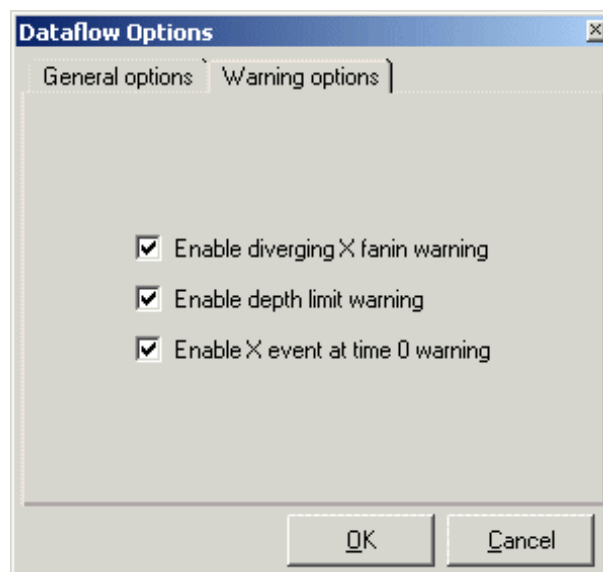 Dataflow Options
General options Warning options
Enable diverging X fanin warning
Enable depth limit warning
Enable X event at time 0 warning
OK Cancel